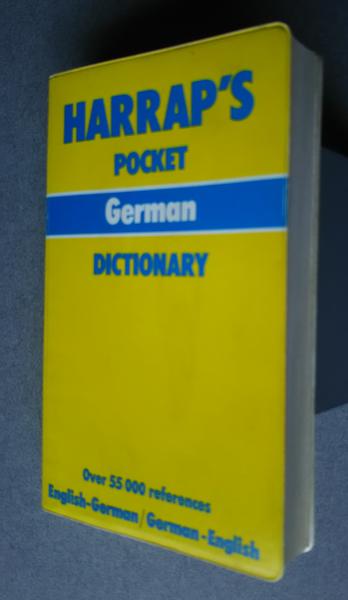 HARRAP'S
POCKET
German
DICTIONARY
Over 55 000 references
English-German/German-English